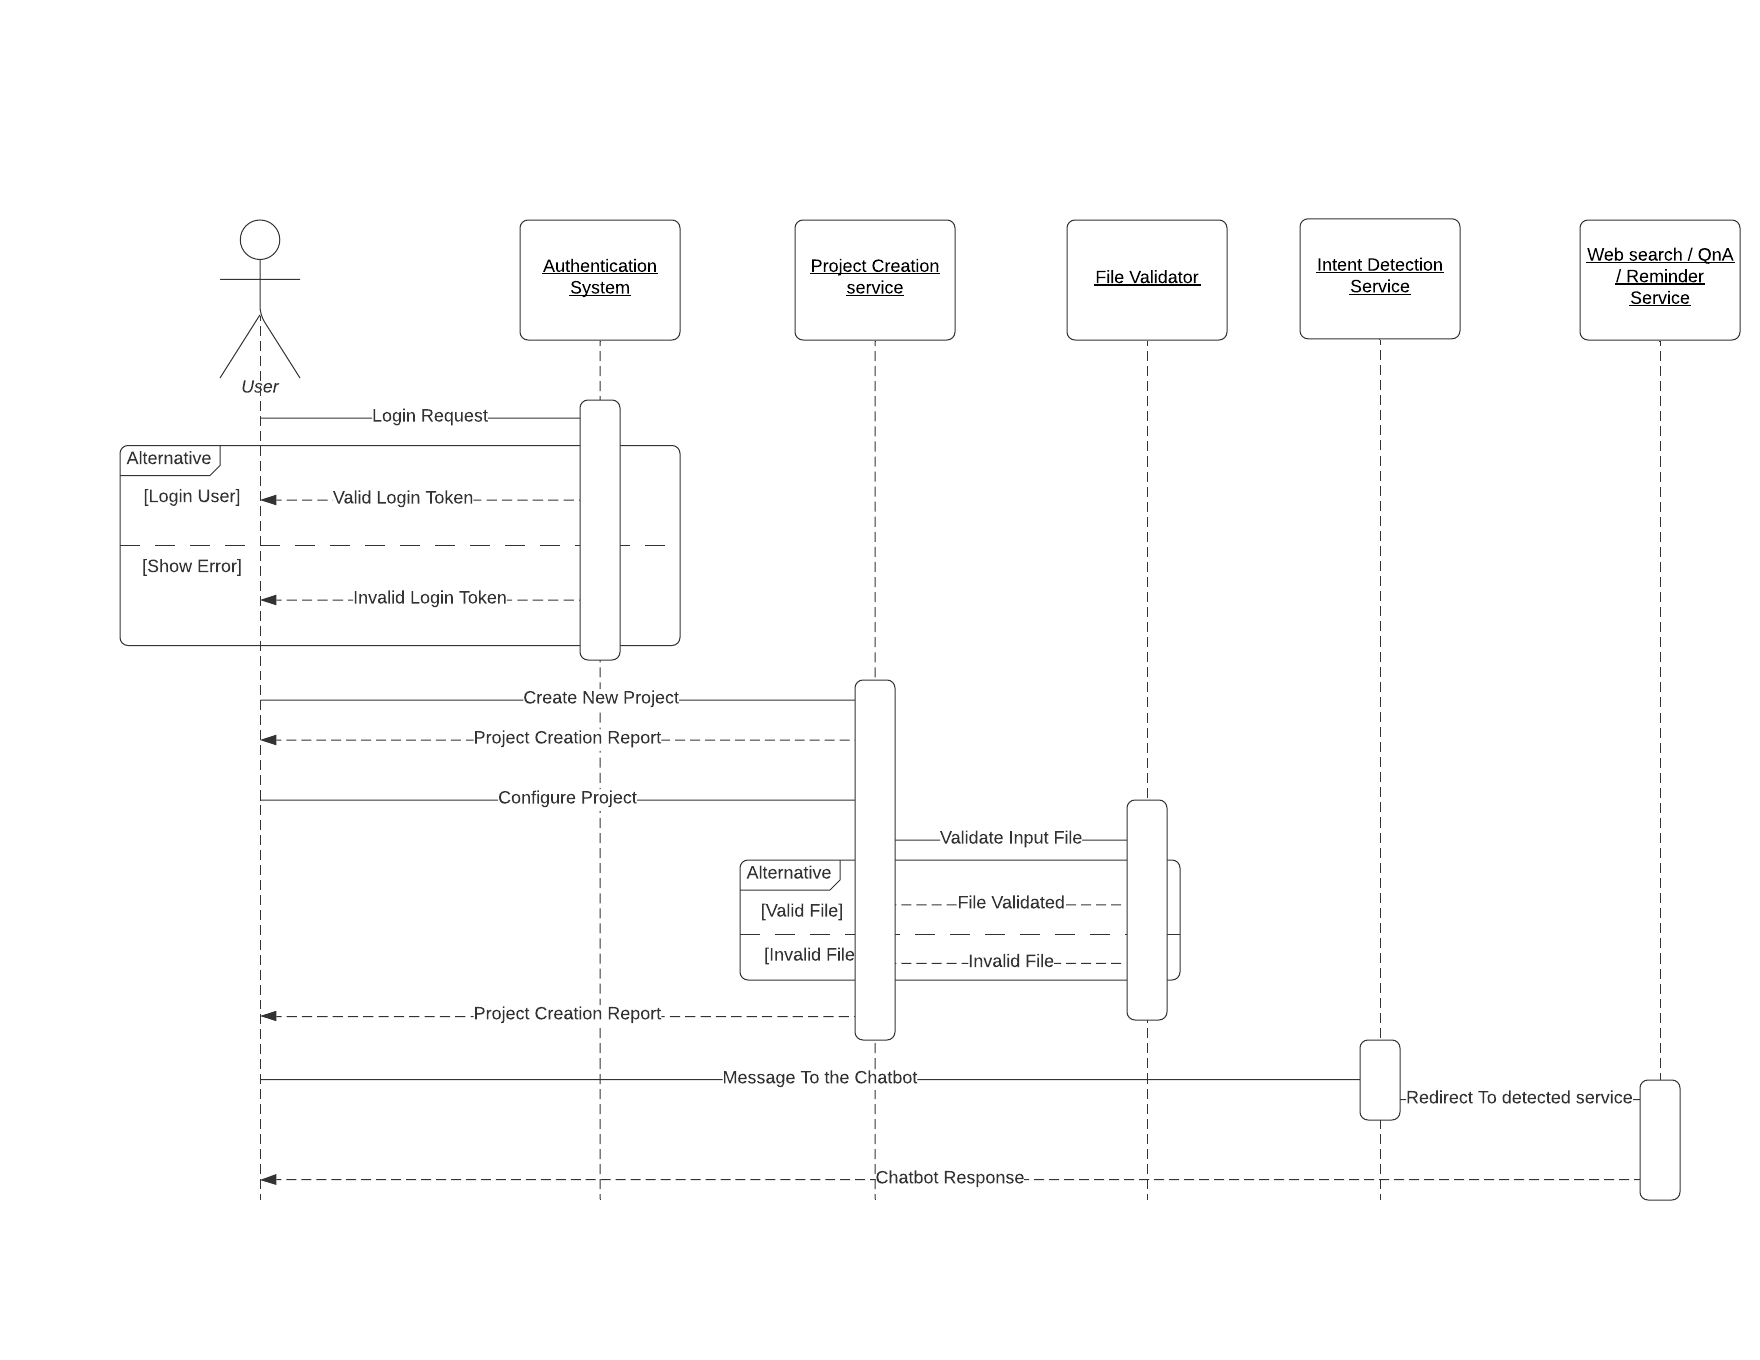 Authentication
System
Project Creation
service
File Validator
Intent Detection
Service
Web search / QnA
/ Reminder
Service
User
Login Request
Alternative
[Login User]
Valid Login Token
[Show Error]
Invalid Login Token
Create New Project
Project Creation Report
Configure Project
Validate Input File
Alternative
[Valid File]
File Validated
[Invalid File
Invalid File
Project Creation Report
Message To the Chatbot
Redirect To detected service
Chatbot Response